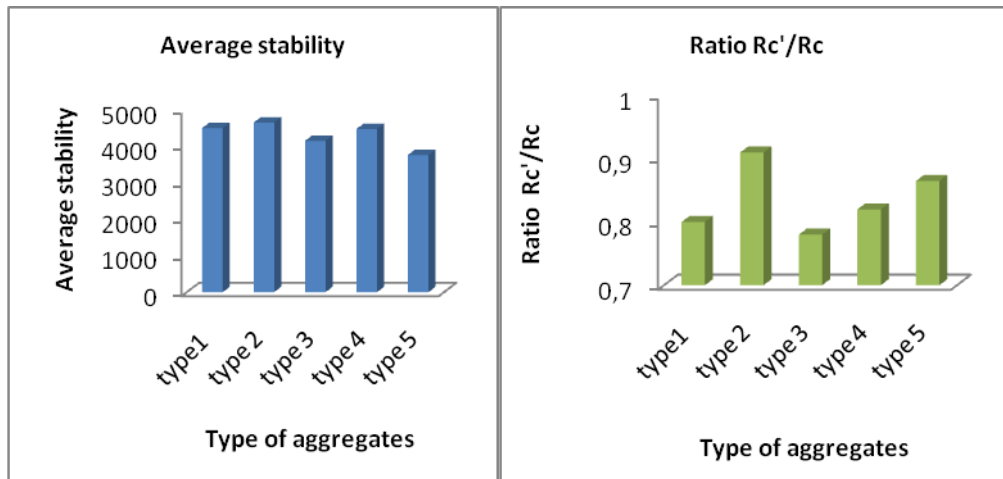 Average stability
Average stability
5000
4000
3000
2000
1000
0
type1
type 2
type 3
type 4
type 5
Type of aggregates
Ratio Rc'/Rc
Ratio Rc'/Rc
1
0,9
0,8
0,7
type1
type 2
type 3
type 4
type 5
Type of aggregates